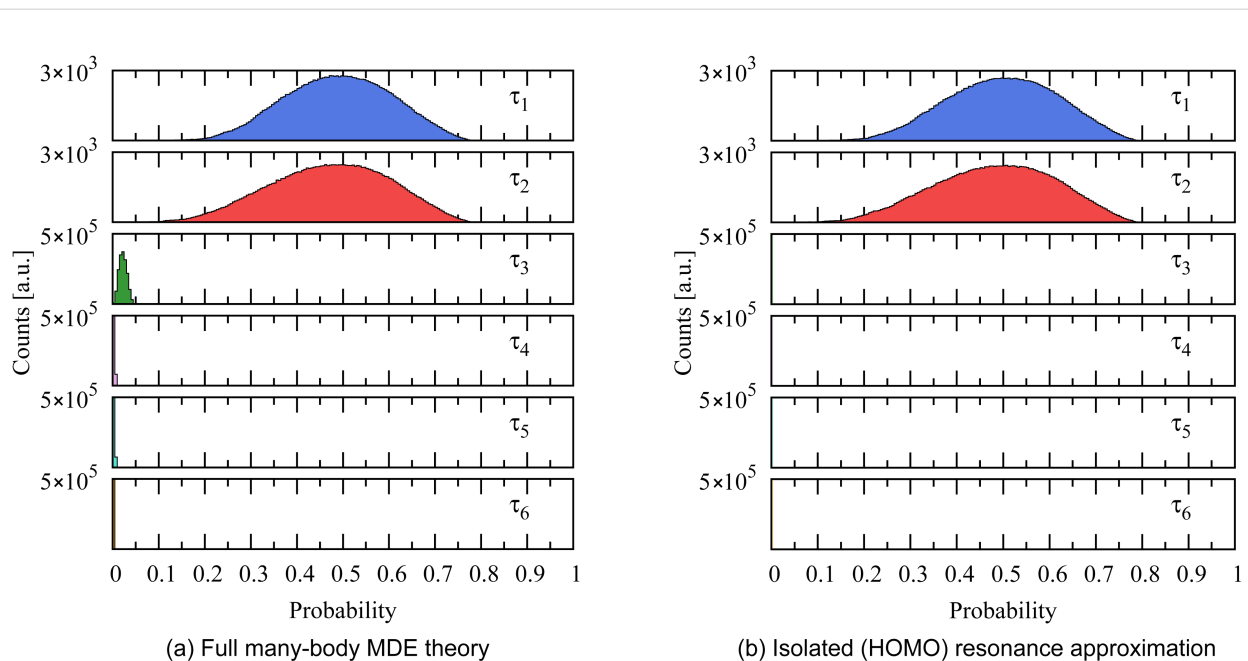 3×10³
τ₁
3×10³
τ₂
5×10⁵
τ₃
5×10⁵
τ₄
5×10⁵
τ₅
5×10⁵
τ₆
Counts [a.u.]
0 0.1 0.2 0.3 0.4 0.5 0.6 0.7 0.8 0.9 1
Probability
(a) Full many-body MDE theory
3×10³
τ₁
3×10³
τ₂
5×10⁵
τ₃
5×10⁵
τ₄
5×10⁵
τ₅
5×10⁵
τ₆
Counts [a.u.]
0 0.1 0.2 0.3 0.4 0.5 0.6 0.7 0.8 0.9 1
Probability
(b) Isolated (HOMO) resonance approximation